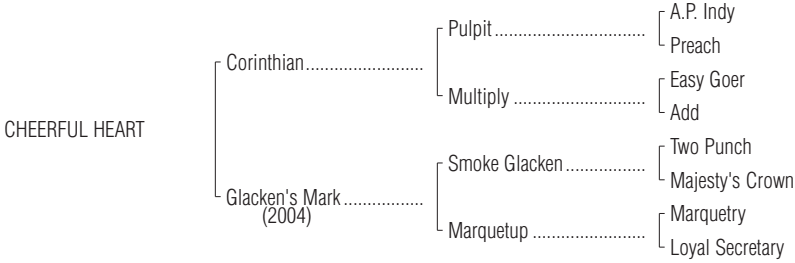 A.P. Indy
Pulpit..............................
Preach
Corinthian.......................
Easy Goer
Multiply ..........................
Add
CHEERFUL HEART
Two Punch
Smoke Glacken................
Majesty's Crown
Glacken's Mark................
(2004)
Marquetry
Marquetup ......................
Loyal Secretary